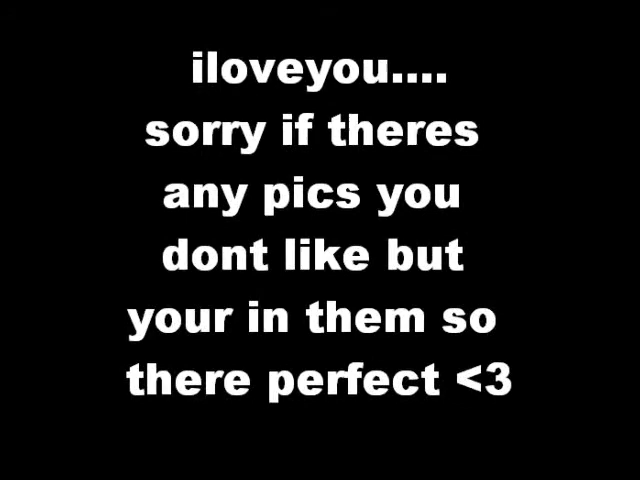 iloveyou....
sorry if theres
any pics you
dont like but
your in them so
there perfect <3